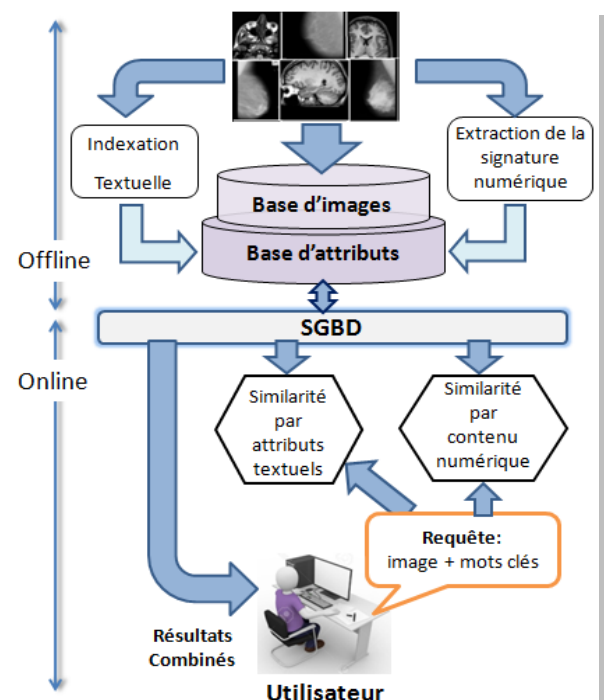 Indexation
Textuelle
Extraction de la
signature
numérique
Base d'images
Base d'attributs
Offline
SGBD
Online
Similarité
par
attributs
textuels
Similarité
par
contenu
numérique
Requête:
image + mots clés
Résultats
Combinés
Utilisateur